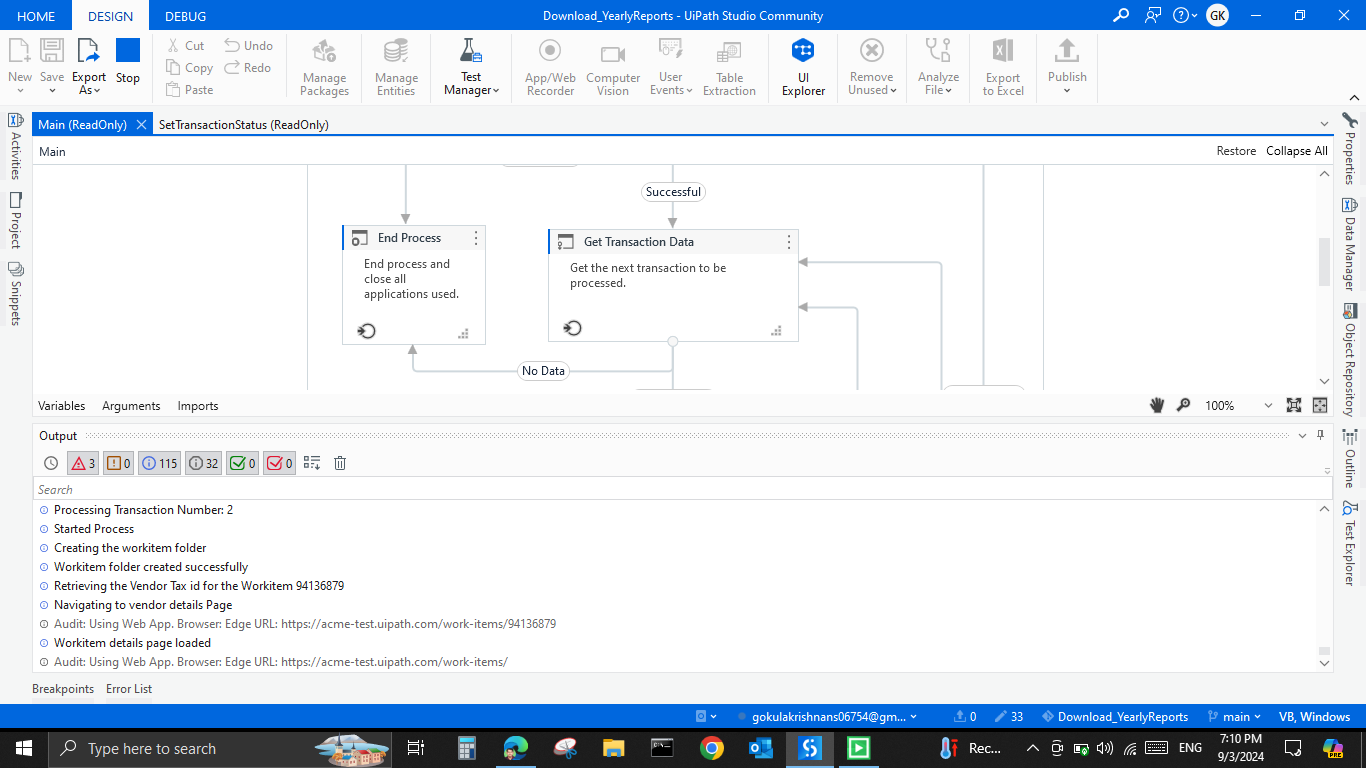 HOME DESIGN DEBUG Download_YearlyReports - UiPath Studio Community GK
New Save Export As Stop Cut Copy Paste Undo Redo Manage Packages Manage Entities Test Manager App/Web Recorder Computer Vision User Events Table Extraction UI Explorer Remove Unused Analyze File Export to Excel Publish
Main (ReadOnly) SetTransactionStatus (ReadOnly)
Main Restore Collapse All
Activities
Project
Snippets
Properties
Data Manager
Object Repository
Outline
Test Explorer
Successful
End Process
End process and
close all
applications used.
Get Transaction Data
Get the next transaction to be
processed.
No Data
Variables Arguments Imports 100%
Output
3 0 115 32 0 0
Search
Processing Transaction Number: 2
Started Process
Creating the workitem folder
Workitem folder created successfully
Retrieving the Vendor Tax id for the Workitem 94136879
Navigating to vendor details Page
Audit: Using Web App. Browser: Edge URL: https://acme-test.uipath.com/work-items/94136879
Workitem details page loaded
Audit: Using Web App. Browser: Edge URL: https://acme-test.uipath.com/work-items/
Breakpoints Error List
gokulakrishnans06754@gm... 0 33 Download_YearlyReports main VB, Windows
Type here to search Rec... ENG 7:10 PM
9/3/2024 PRE